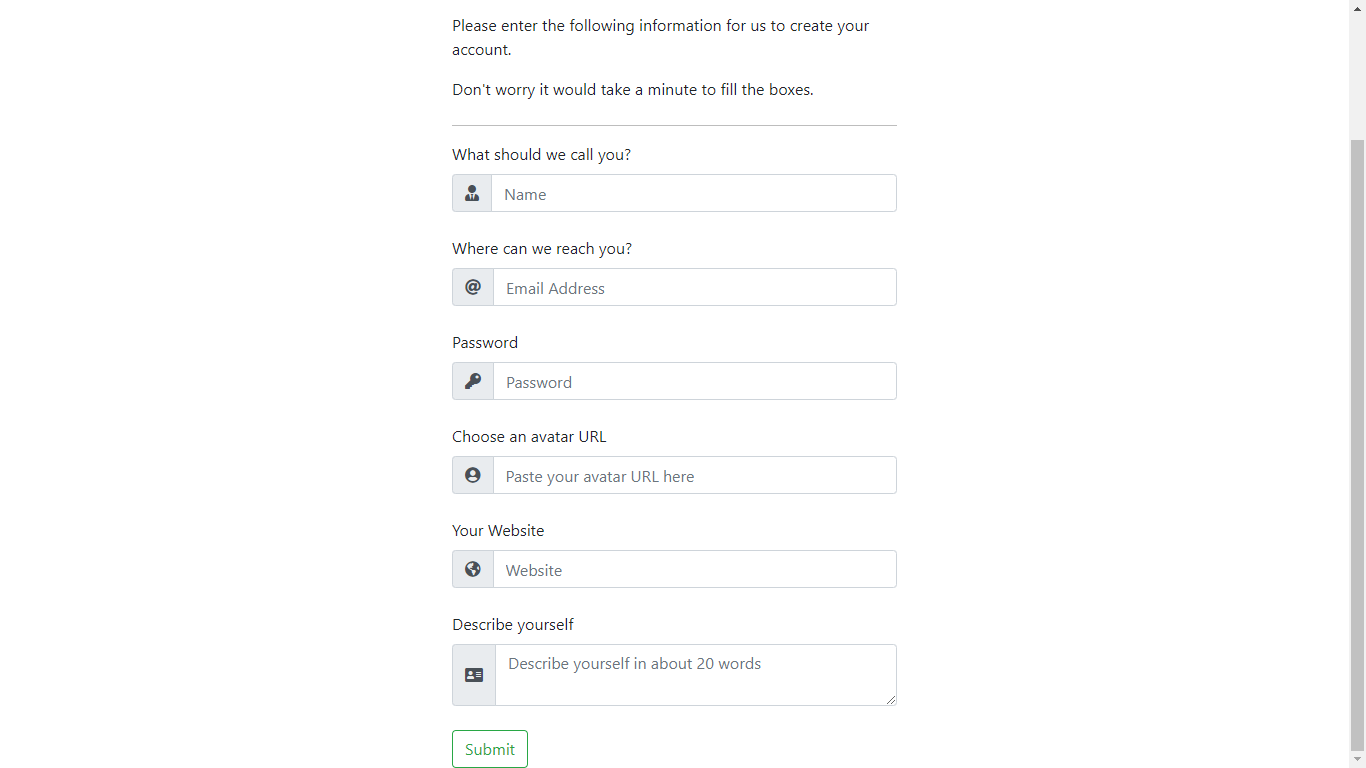 Please enter the following information for us to create your
account.
Don't worry it would take a minute to fill the boxes.
What should we call you?
Name
Where can we reach you?
Email Address
Password
Password
Choose an avatar URL
Paste your avatar URL here
Your Website
Website
Describe yourself
Describe yourself in about 20 words
Submit